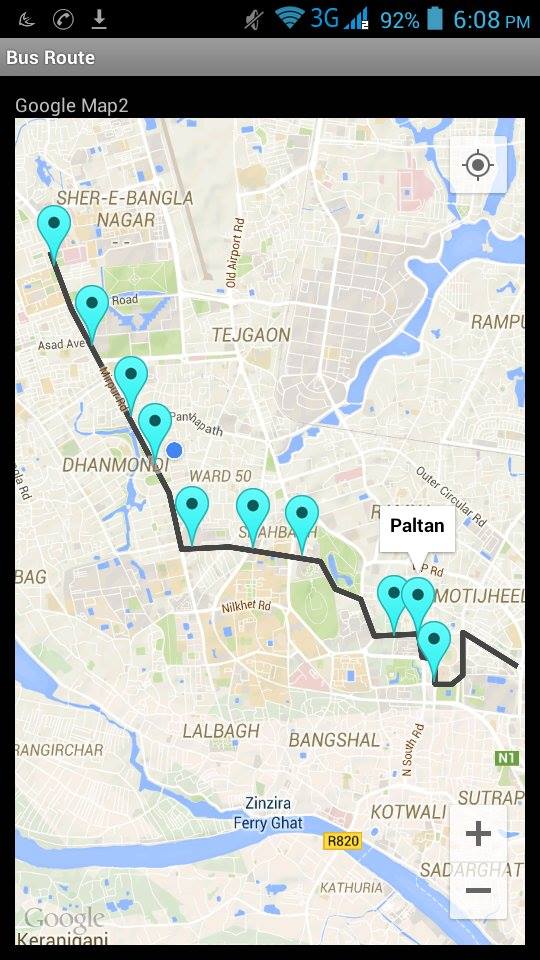 3G 2 92% 6:08 PM
Bus Route
Google Map2
SHER-E-BANGLA
NAGAR
Old Airport Rd
Road
TEJGAON
Asad Ave
Mirpur Rd
Panthapath
DHANMONDI
WARD 50
Outer Circular Rd
SHAHBAGH
Paltan
P Rd
BAG
MOTIJHEEL
Nilkhet Rd
LALBAGH
BANGSHAL
N South Rd
RANGIRCHAR
N1
Zinzira
Ferry Ghat
SUTRAP
KOTWALI
R820
+
SADARGHAT
KATHURIA
−
Google
Keraniganj